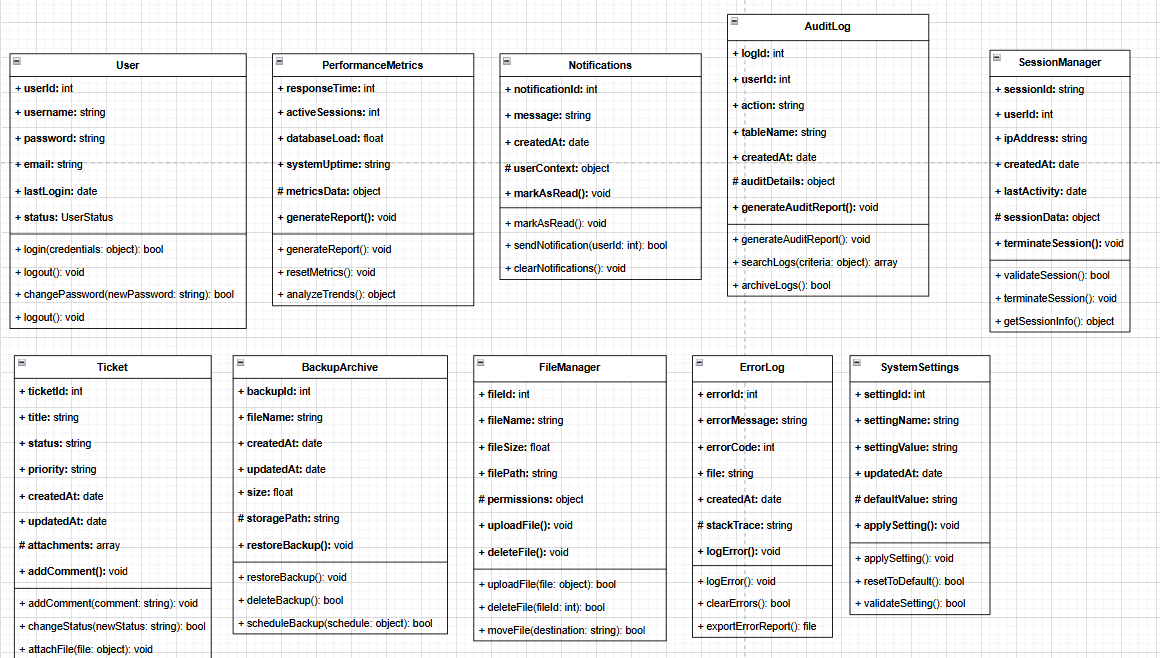 User
+ userId: int
+ username: string
+ password: string
+ email: string
+ lastLogin: date
+ status: UserStatus
+ login(credentials: object): bool
+ logout(): void
+ changePassword(newPassword: string): bool
+ logout(): void
PerformanceMetrics
+ responseTime: int
+ activeSessions: int
+ databaseLoad: float
+ systemUptime: string
# metricsData: object
+ generateReport(): void
+ generateReport(): void
+ resetMetrics(): void
+ analyzeTrends(): object
Notifications
+ notificationId: int
+ message: string
+ createdAt: date
# userContext: object
+ markAsRead(): void
+ markAsRead(): void
+ sendNotification(userId: int): bool
+ clearNotifications(): void
AuditLog
+ logId: int
+ userId: int
+ action: string
+ tableName: string
+ createdAt: date
# auditDetails: object
+ generateAuditReport(): void
+ generateAuditReport(): void
+ searchLogs(criteria: object): array
+ archiveLogs(): bool
SessionManager
+ sessionId: string
+ userId: int
+ ipAddress: string
+ createdAt: date
+ lastActivity: date
# sessionData: object
+ terminateSession(): void
+ validateSession(): bool
+ terminateSession(): void
+ getSessionInfo(): object
Ticket
+ ticketId: int
+ title: string
+ status: string
+ priority: string
+ createdAt: date
+ updatedAt: date
# attachments: array
+ addComment(): void
+ addComment(comment: string): void
+ changeStatus(newStatus: string): bool
+ attachFile(file: object): void
BackupArchive
+ backupId: int
+ fileName: string
+ createdAt: date
+ updatedAt: date
+ size: float
# storagePath: string
+ restoreBackup(): void
+ restoreBackup(): void
+ deleteBackup(): bool
+ scheduleBackup(schedule: object): bool
FileManager
+ fileId: int
+ fileName: string
+ fileSize: float
+ filePath: string
# permissions: object
+ uploadFile(): void
+ deleteFile(): void
+ uploadFile(file: object): bool
+ deleteFile(fileId: int): bool
+ moveFile(destination: string): bool
ErrorLog
+ errorId: int
+ errorMessage: string
+ errorCode: int
+ file: string
+ createdAt: date
# stackTrace: string
+ logError(): void
+ logError(): void
+ clearErrors(): bool
+ exportErrorReport(): file
SystemSettings
+ settingId: int
+ settingName: string
+ settingValue: string
+ updatedAt: date
# defaultValue: string
+ applySetting(): void
+ applySetting(): void
+ resetToDefault(): bool
+ validateSetting(): bool